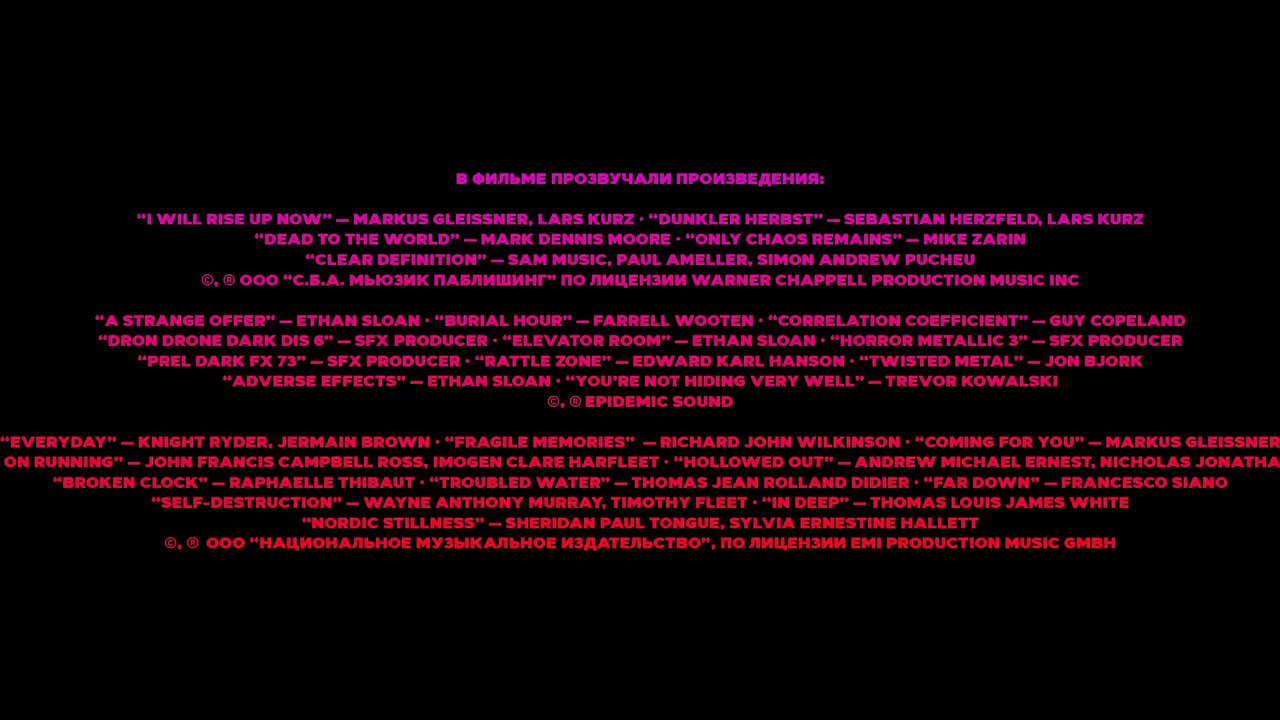 В ФИЛЬМЕ ПРОЗВУЧАЛИ ПРОИЗВЕДЕНИЯ:
“I WILL RISE UP NOW” — MARKUS GLEISSNER, LARS KURZ · “DUNKLER HERBST” — SEBASTIAN HERZFELD, LARS KURZ
“DEAD TO THE WORLD” — MARK DENNIS MOORE · “ONLY CHAOS REMAINS” — MIKE ZARIN
“CLEAR DEFINITION” — SAM MUSIC, PAUL AMELLER, SIMON ANDREW PUCHEU
©, ® ООО “С.Б.А. МЬЮЗИК ПАБЛИШИНГ” ПО ЛИЦЕНЗИИ WARNER CHAPPELL PRODUCTION MUSIC INC
“A STRANGE OFFER” — ETHAN SLOAN · “BURIAL HOUR” — FARRELL WOOTEN · “CORRELATION COEFFICIENT” — GUY COPELAND
“DRON DRONE DARK DIS 6” — SFX PRODUCER · “ELEVATOR ROOM” — ETHAN SLOAN · “HORROR METALLIC 3” — SFX PRODUCER
“PREL DARK FX 73” — SFX PRODUCER · “RATTLE ZONE” — EDWARD KARL HANSON · “TWISTED METAL” — JON BJORK
“ADVERSE EFFECTS” — ETHAN SLOAN · “YOU’RE NOT HIDING VERY WELL” — TREVOR KOWALSKI
©, ® EPIDEMIC SOUND
“EVERYDAY” — KNIGHT RYDER, JERMAIN BROWN · “FRAGILE MEMORIES” — RICHARD JOHN WILKINSON · “COMING FOR YOU” — MARKUS GLEISSNER
ON RUNNING” — JOHN FRANCIS CAMPBELL ROSS, IMOGEN CLARE HARFLEET · “HOLLOWED OUT” — ANDREW MICHAEL ERNEST, NICHOLAS JONATHA
“BROKEN CLOCK” — RAPHAELLE THIBAUT · “TROUBLED WATER” — THOMAS JEAN ROLLAND DIDIER · “FAR DOWN” — FRANCESCO SIANO
“SELF-DESTRUCTION” — WAYNE ANTHONY MURRAY, TIMOTHY FLEET · “IN DEEP” — THOMAS LOUIS JAMES WHITE
“NORDIC STILLNESS” — SHERIDAN PAUL TONGUE, SYLVIA ERNESTINE HALLETT
©, ® ООО “НАЦИОНАЛЬНОЕ МУЗЫКАЛЬНОЕ ИЗДАТЕЛЬСТВО”, ПО ЛИЦЕНЗИИ EMI PRODUCTION MUSIC GMBH